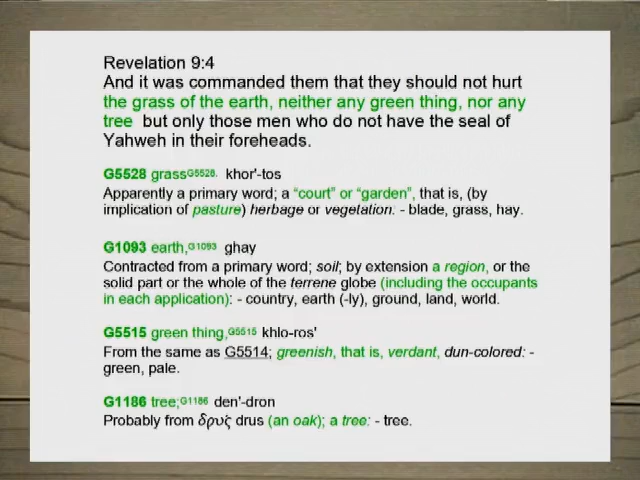 Revelation 9:4
And it was commanded them that they should not hurt
the grass of the earth, neither any green thing, nor any
tree but only those men who do not have the seal of
Yahweh in their foreheads.
G5528 grassG5528, khor'-tos
Apparently a primary word; a "court" or "garden", that is, (by
implication of pasture) herbage or vegetation: - blade, grass, hay.
G1093 earth,G1093 ghay
Contracted from a primary word; soil; by extension a region, or the
solid part or the whole of the terrene globe (including the occupants
in each application): - country, earth (-ly), ground, land, world.
G5515 green thing,G5515 khlo-ros'
From the same as G5514; greenish, that is, verdant, dun-colored: -
green, pale.
G1186 tree;G1186 den'-dron
Probably from δρυς̀ drus (an oak); a tree: - tree.